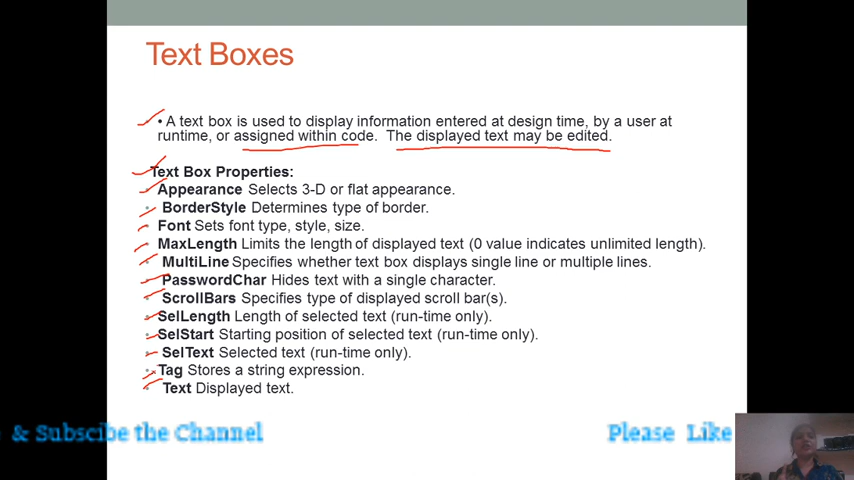 Text Boxes
• A text box is used to display information entered at design time, by a user at
runtime, or assigned within code. The displayed text may be edited.
Text Box Properties:
Appearance Selects 3-D or flat appearance.
• BorderStyle Determines type of border.
Font Sets font type, style, size.
• MaxLength Limits the length of displayed text (0 value indicates unlimited length).
• MultiLine Specifies whether text box displays single line or multiple lines.
• PasswordChar Hides text with a single character.
• ScrollBars Specifies type of displayed scroll bar(s).
• SelLength Length of selected text (run-time only).
• SelStart Starting position of selected text (run-time only).
• SelText Selected text (run-time only).
• Tag Stores a string expression.
• Text Displayed text.
& Subscibe the Channel
Please Like